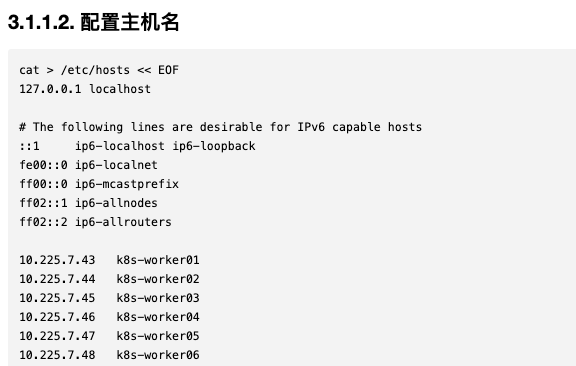 3.1.1.2. 配置主机名
cat > /etc/hosts << EOF
127.0.0.1 localhost
# The following lines are desirable for IPv6 capable hosts
::1     ip6-localhost ip6-loopback
fe00::0 ip6-localnet
ff00::0 ip6-mcastprefix
ff02::1 ip6-allnodes
ff02::2 ip6-allrouters
10.225.7.43   k8s-worker01
10.225.7.44   k8s-worker02
10.225.7.45   k8s-worker03
10.225.7.46   k8s-worker04
10.225.7.47   k8s-worker05
10.225.7.48   k8s-worker06